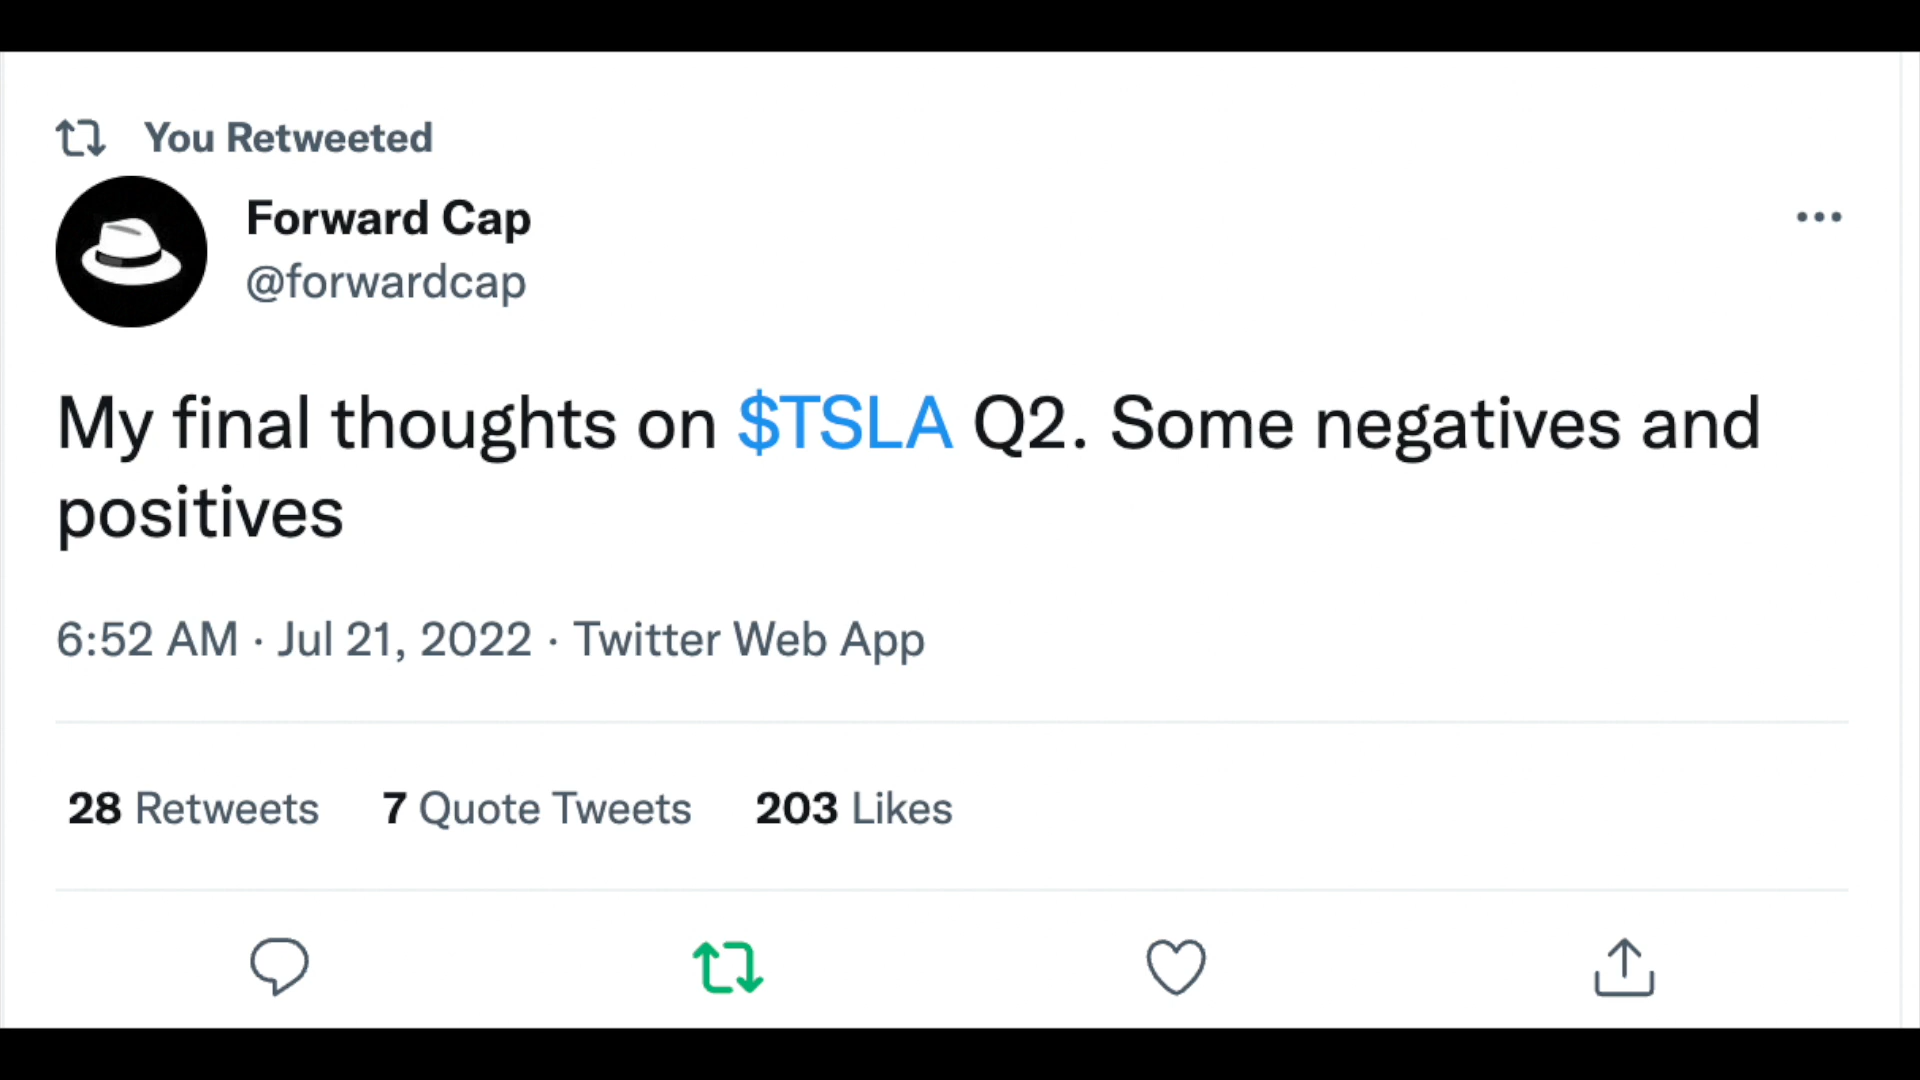 You Retweeted
Forward Cap
@forwardcap
My final thoughts on $TSLA Q2. Some negatives and
positives
6:52 AM · Jul 21, 2022 · Twitter Web App
28 Retweets 7 Quote Tweets 203 Likes